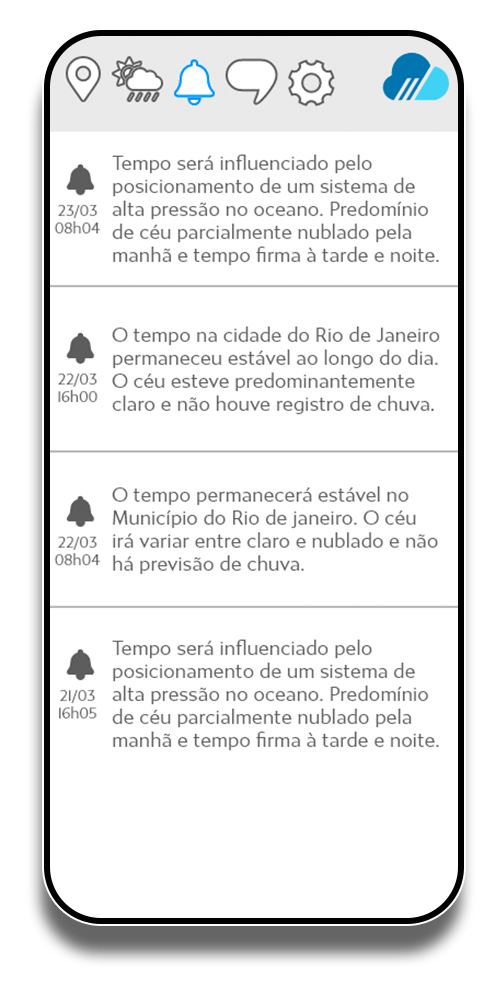 Tempo será influenciado pelo
posicionamento de um sistema de
alta pressão no oceano. Predomínio
de céu parcialmente nublado pela
manhã e tempo firma à tarde e noite.
23/03
08h04
O tempo na cidade do Rio de Janeiro
permaneceu estável ao longo do dia.
O céu esteve predominantemente
claro e não houve registro de chuva.
22/03
16h00
O tempo permanecerá estável no
Município do Rio de janeiro. O céu
irá variar entre claro e nublado e não
há previsão de chuva.
22/03
08h04
Tempo será influenciado pelo
posicionamento de um sistema de
alta pressão no oceano. Predomínio
de céu parcialmente nublado pela
manhã e tempo firma à tarde e noite.
21/03
16h05